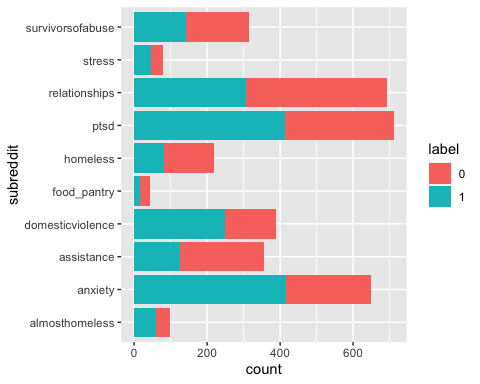 survivorsofabuse
stress
relationships
ptsd
homeless
food_pantry
domesticviolence
assistance
anxiety
almosthomeless
subreddit
0 200 400 600
count
label
0
1